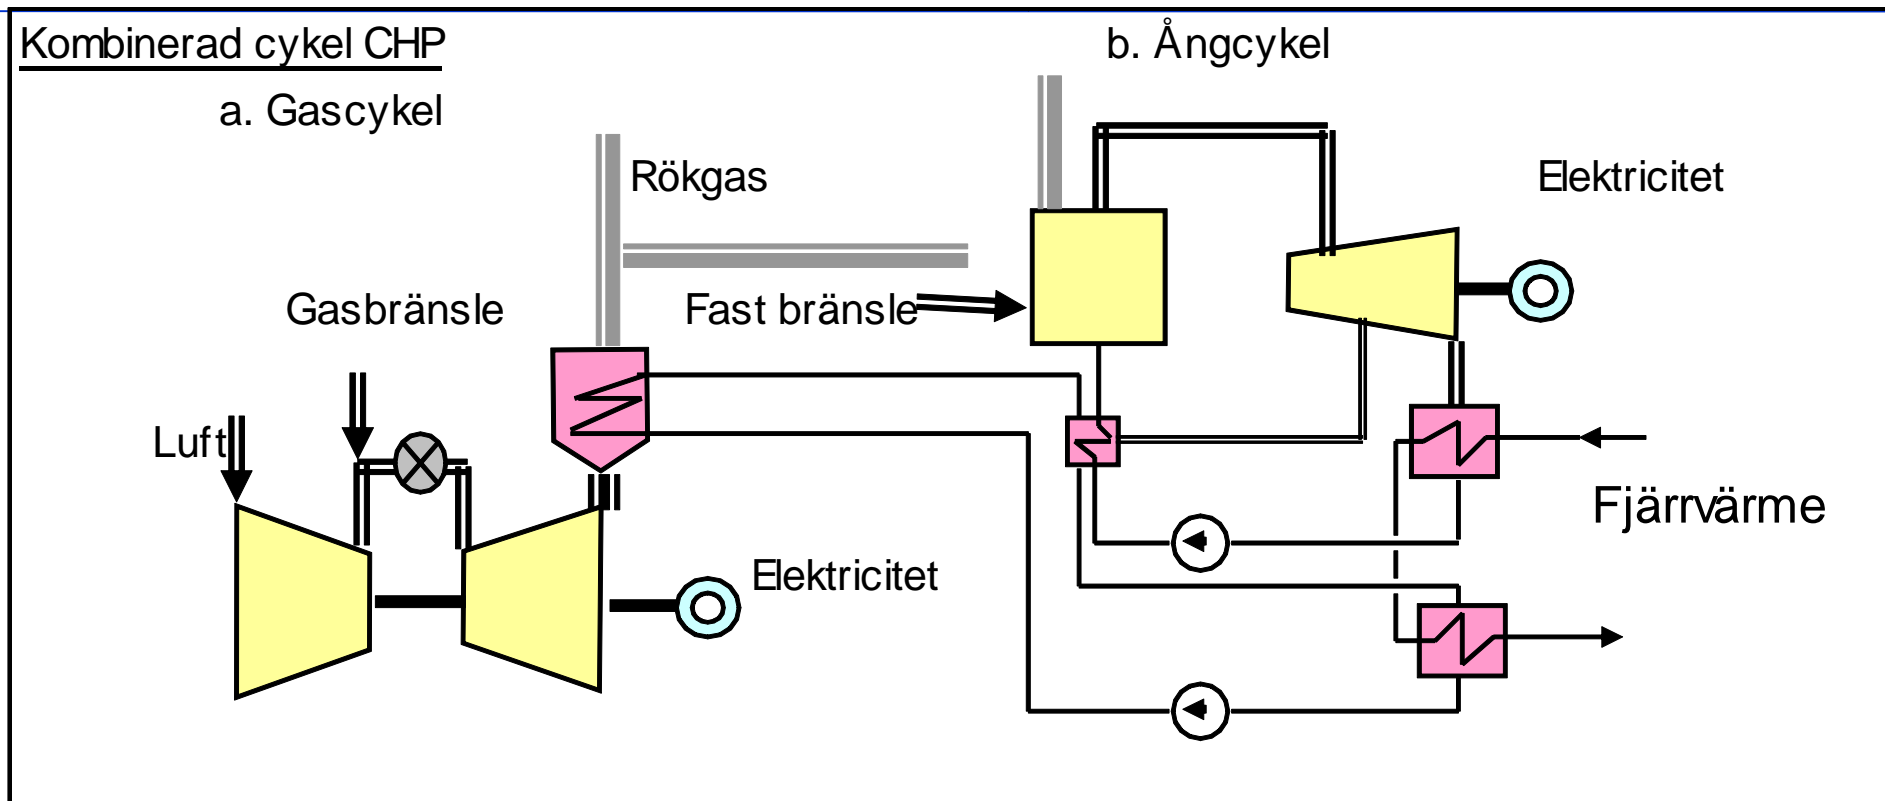 Kombinerad cykel CHP
b. Ångcykel
a. Gascykel
Rökgas
Elektricitet
Gasbränsle
Fast bränsle
Luft
Fjärrvärme
Elektricitet